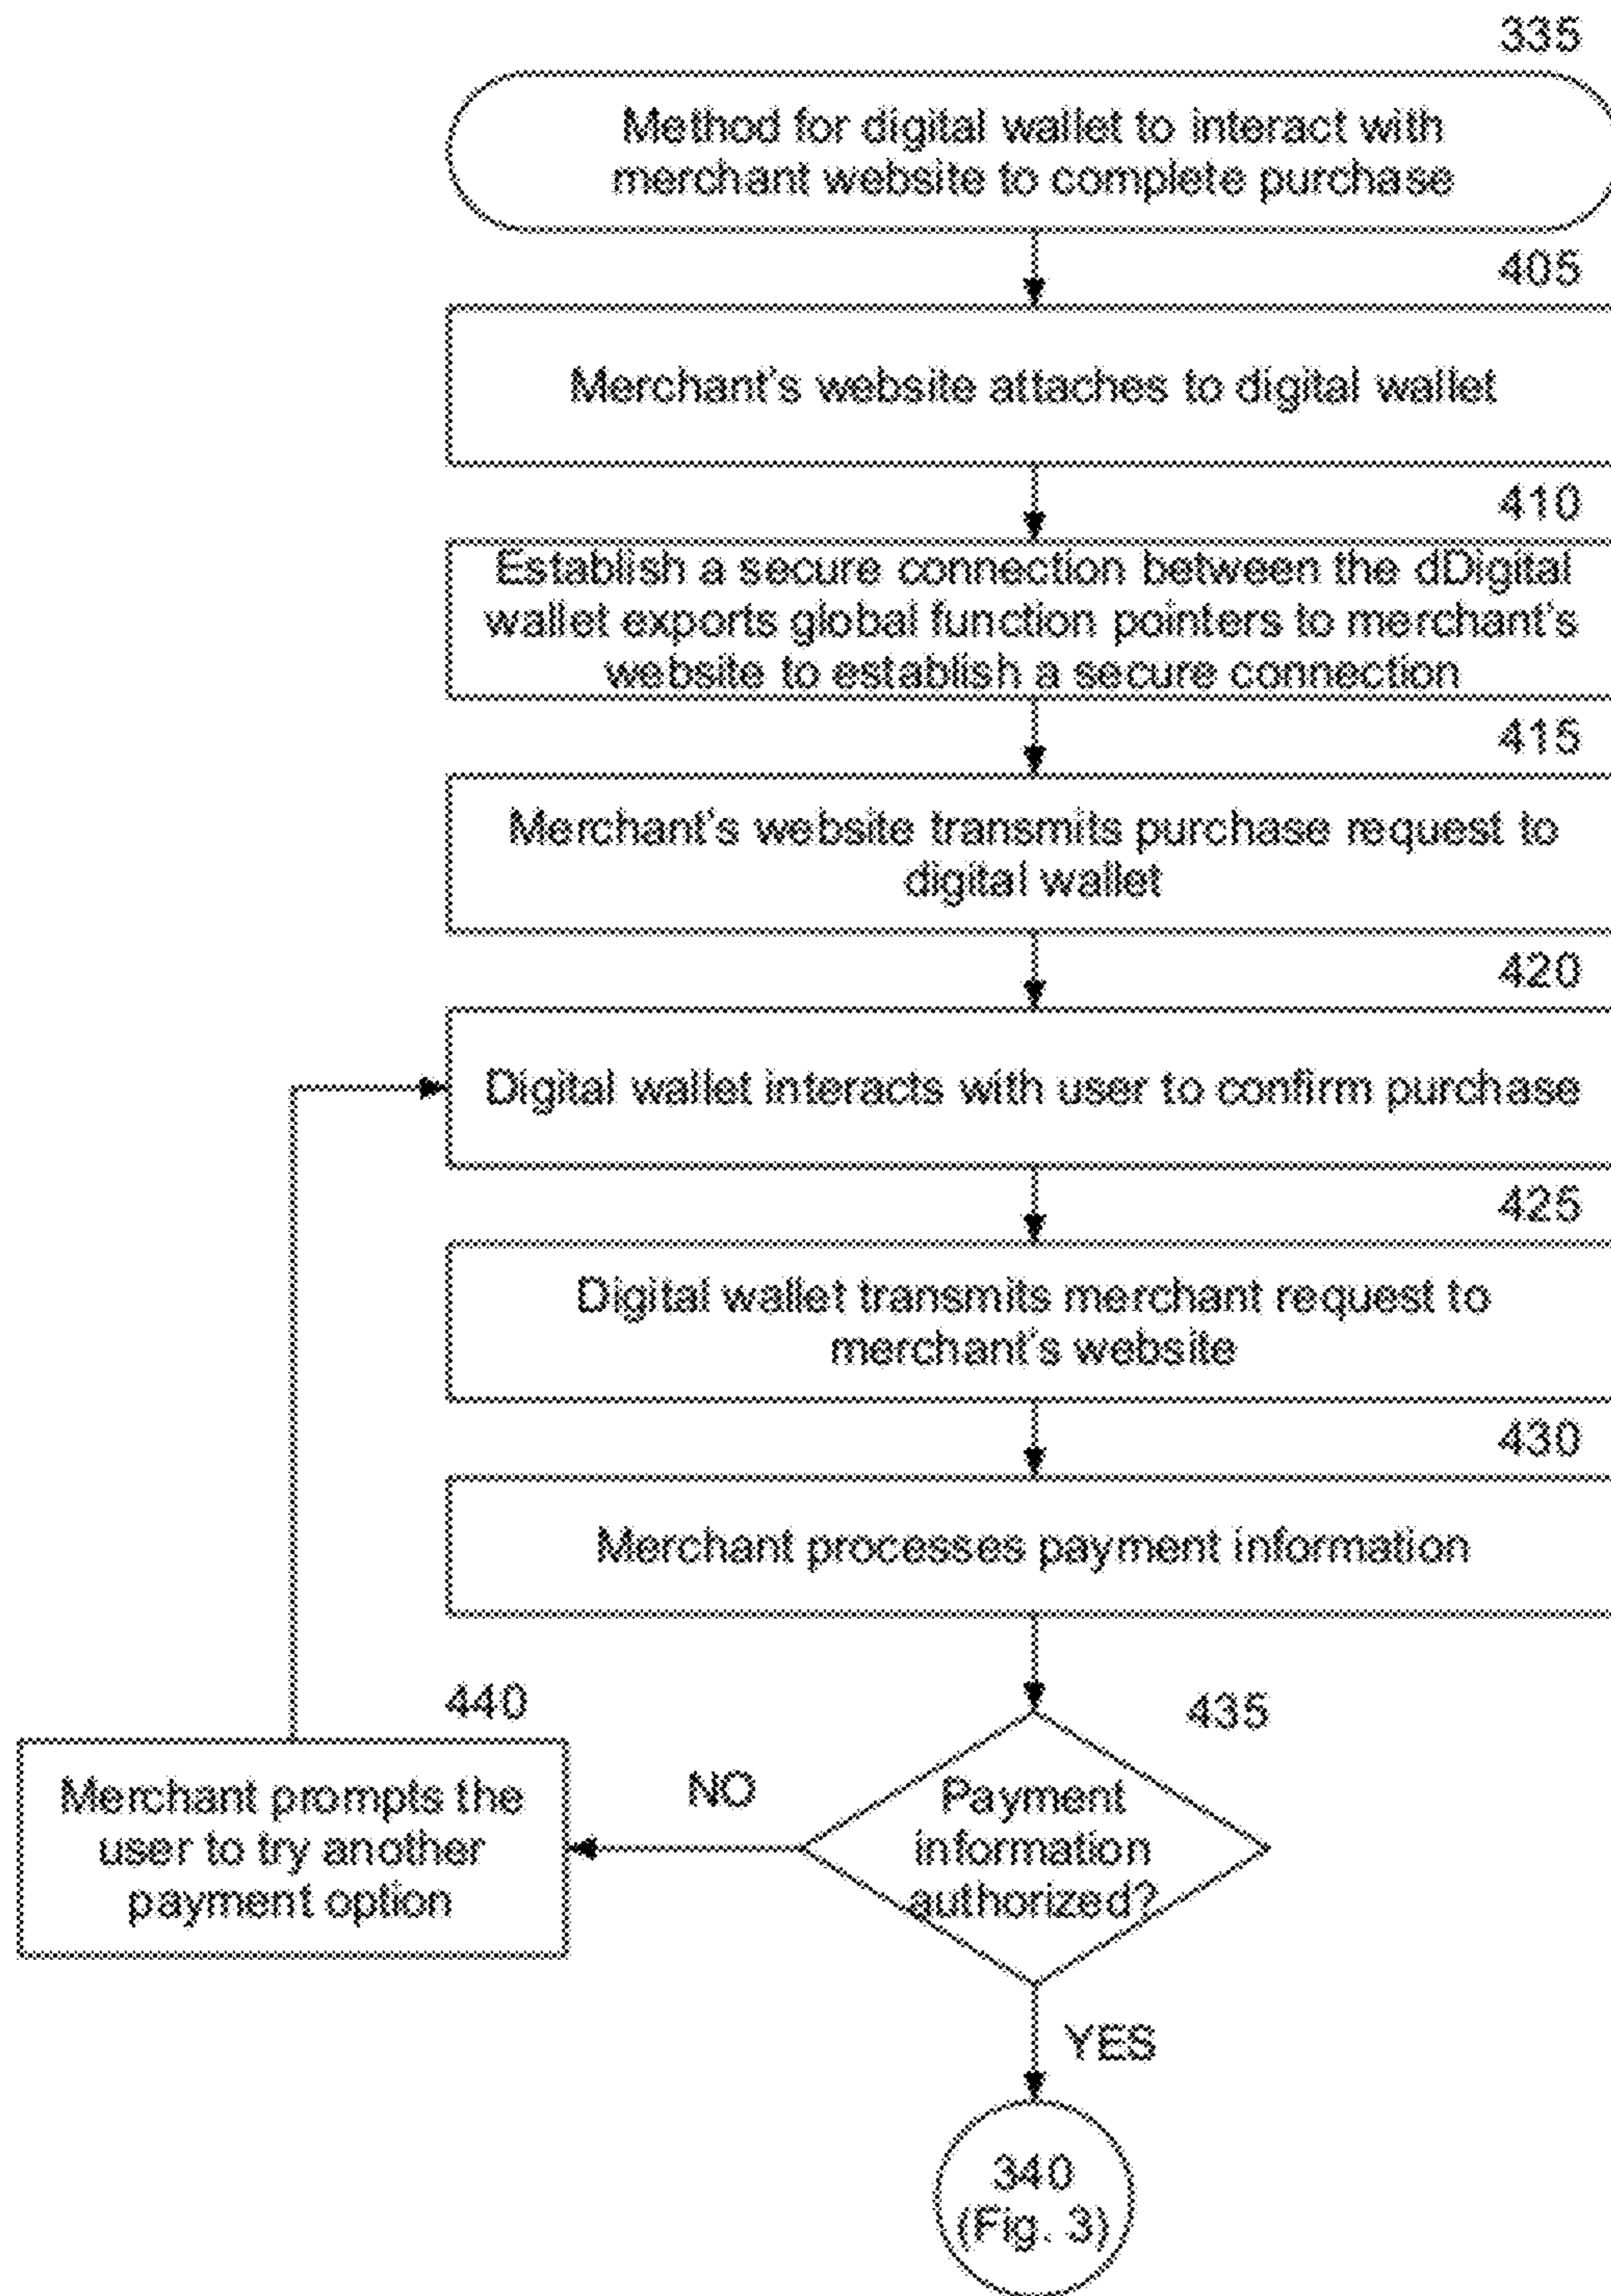 335
Method for digital wallet to interact with
merchant website to complete purchase
405
Merchant's website attaches to digital wallet
410
Establish a secure connection between the dDigital
wallet exports global function pointers to merchant's
website to establish a secure connection
415
Merchant's website transmits purchase request to
digital wallet
420
Digital wallet interacts with user to confirm purchase
425
Digital wallet transmits merchant request to
merchant's website
430
Merchant processes payment information
440
435
Merchant prompts the
user to try another
payment option
NO
Payment
information
authorized?
YES
340
(Fig. 3)